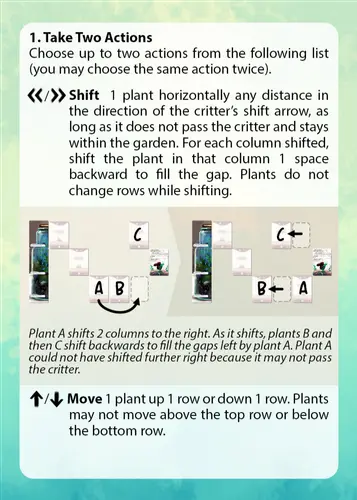 1. Take Two Actions
Choose up to two actions from the following list
(you may choose the same action twice).
«/» Shift 1 plant horizontally any distance in
the direction of the critter's shift arrow, as
long as it does not pass the critter and stays
within the garden. For each column shifted,
shift the plant in that column 1 space
backward to fill the gap. Plants do not
change rows while shifting.
C
A B
C
B A
Plant A shifts 2 columns to the right. As it shifts, plants B and
then C shift backwards to fill the gaps left by plant A. Plant A
could not have shifted further right because it may not pass
the critter.
↑/↓ Move 1 plant up 1 row or down 1 row. Plants
may not move above the top row or below
the bottom row.